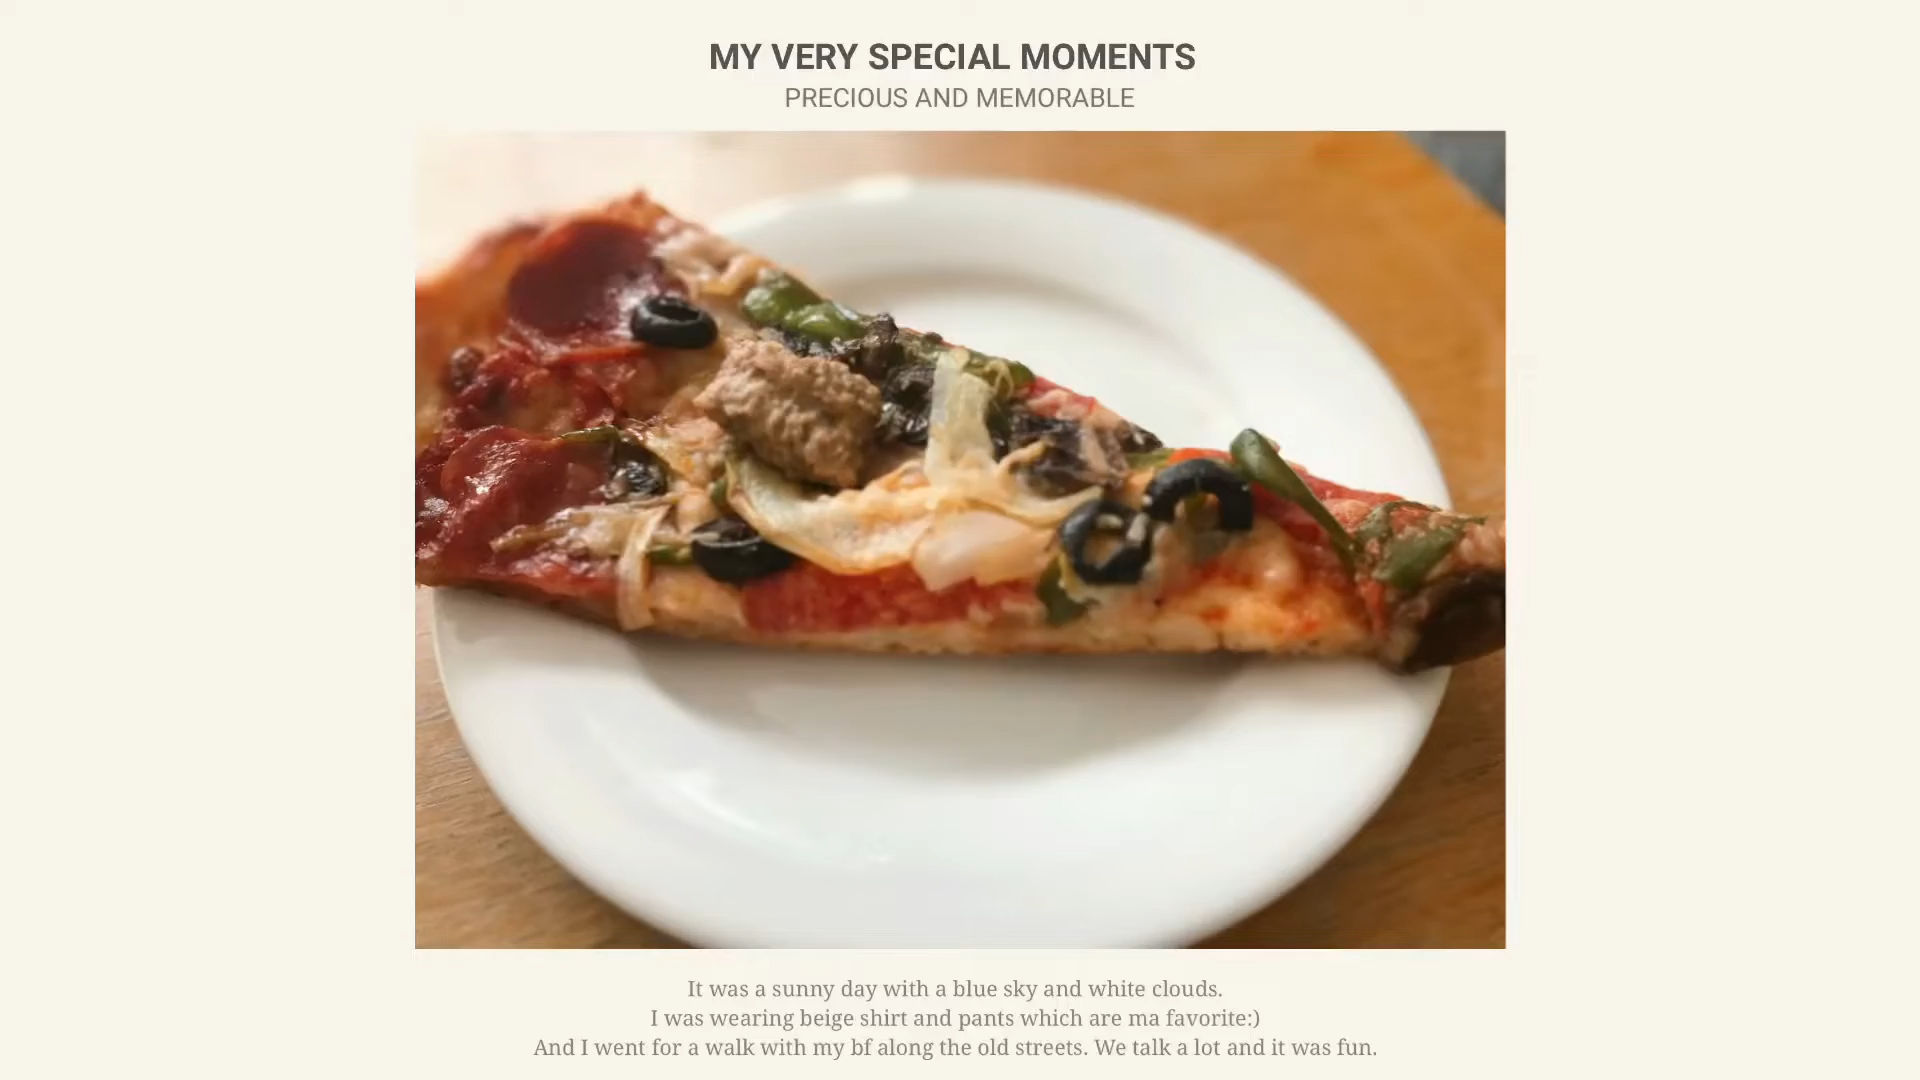 MY VERY SPECIAL MOMENTS
PRECIOUS AND MEMORABLE
It was a sunny day with a blue sky and white clouds.
I was wearing beige shirt and pants which are ma favorite:)
And I went for a walk with my bf along the old streets. We talk a lot and it was fun.